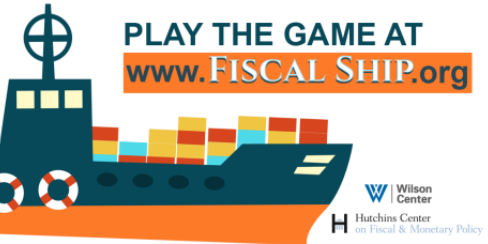 PLAY THE GAME AT
www.FISCAL SHIP.org
Wilson
Center
Hutchins Center
on Fiscal & Monetary Policy